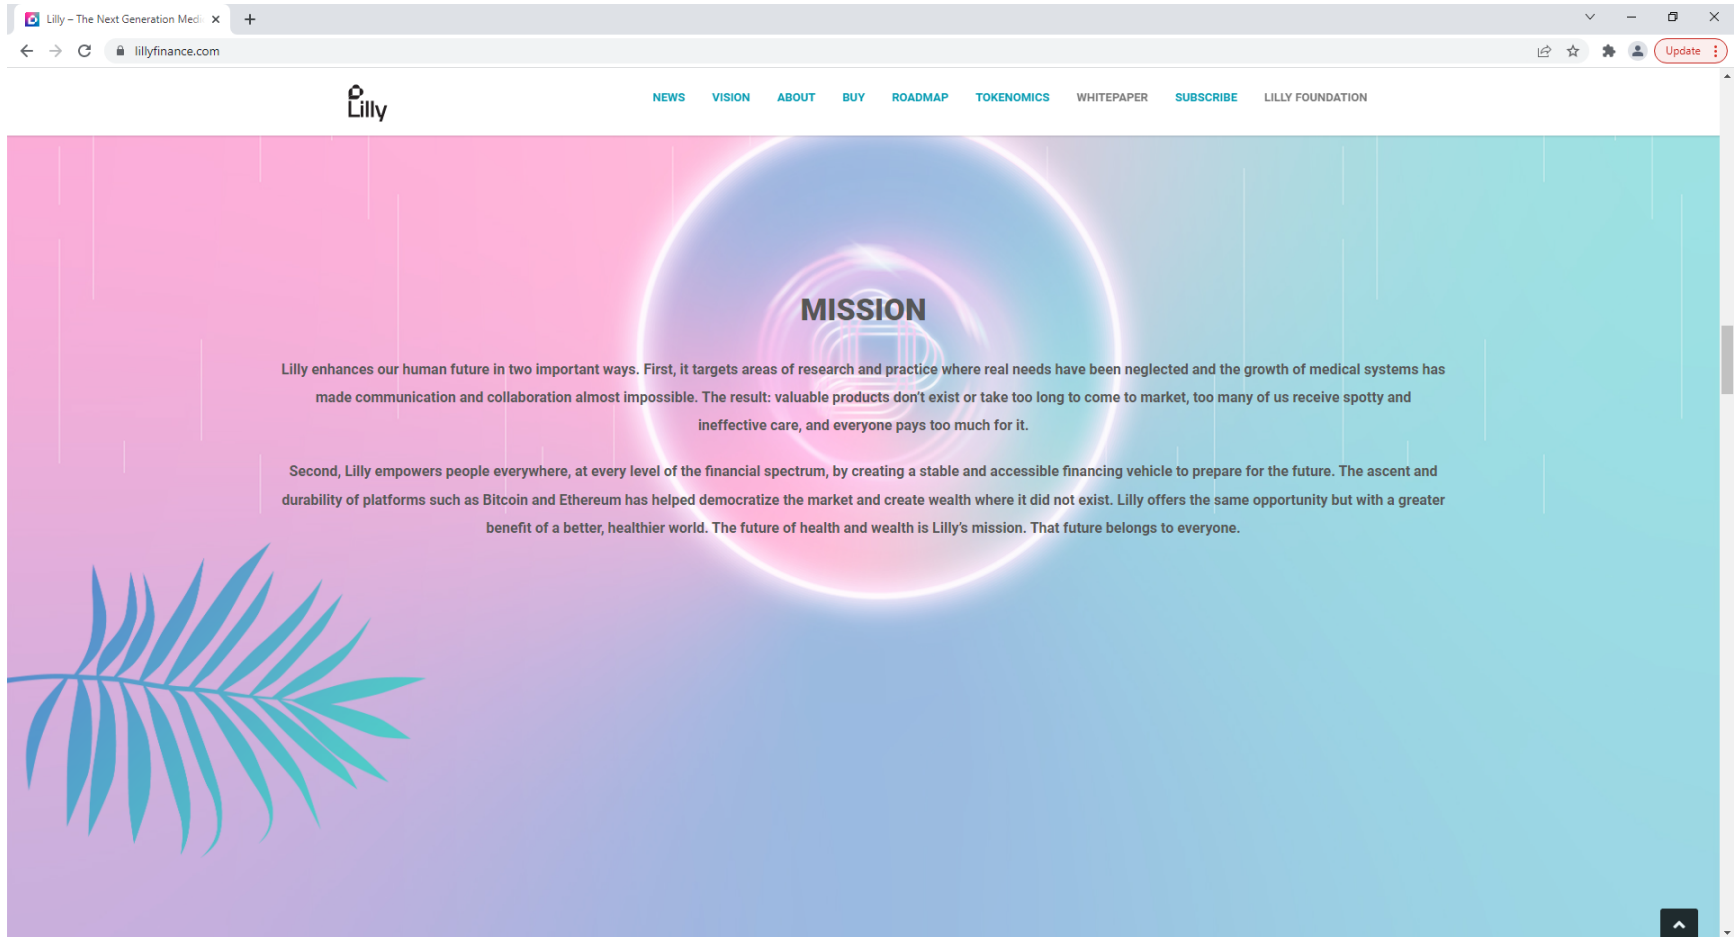 Lilly – The Next Generation Medi
lillyfinance.com
Update
Lilly
NEWS VISION ABOUT BUY ROADMAP TOKENOMICS WHITEPAPER SUBSCRIBE LILLY FOUNDATION
MISSION
Lilly enhances our human future in two important ways. First, it targets areas of research and practice where real needs have been neglected and the growth of medical systems has
made communication and collaboration almost impossible. The result: valuable products don’t exist or take too long to come to market, too many of us receive spotty and
ineffective care, and everyone pays too much for it.
Second, Lilly empowers people everywhere, at every level of the financial spectrum, by creating a stable and accessible financing vehicle to prepare for the future. The ascent and
durability of platforms such as Bitcoin and Ethereum has helped democratize the market and create wealth where it did not exist. Lilly offers the same opportunity but with a greater
benefit of a better, healthier world. The future of health and wealth is Lilly’s mission. That future belongs to everyone.